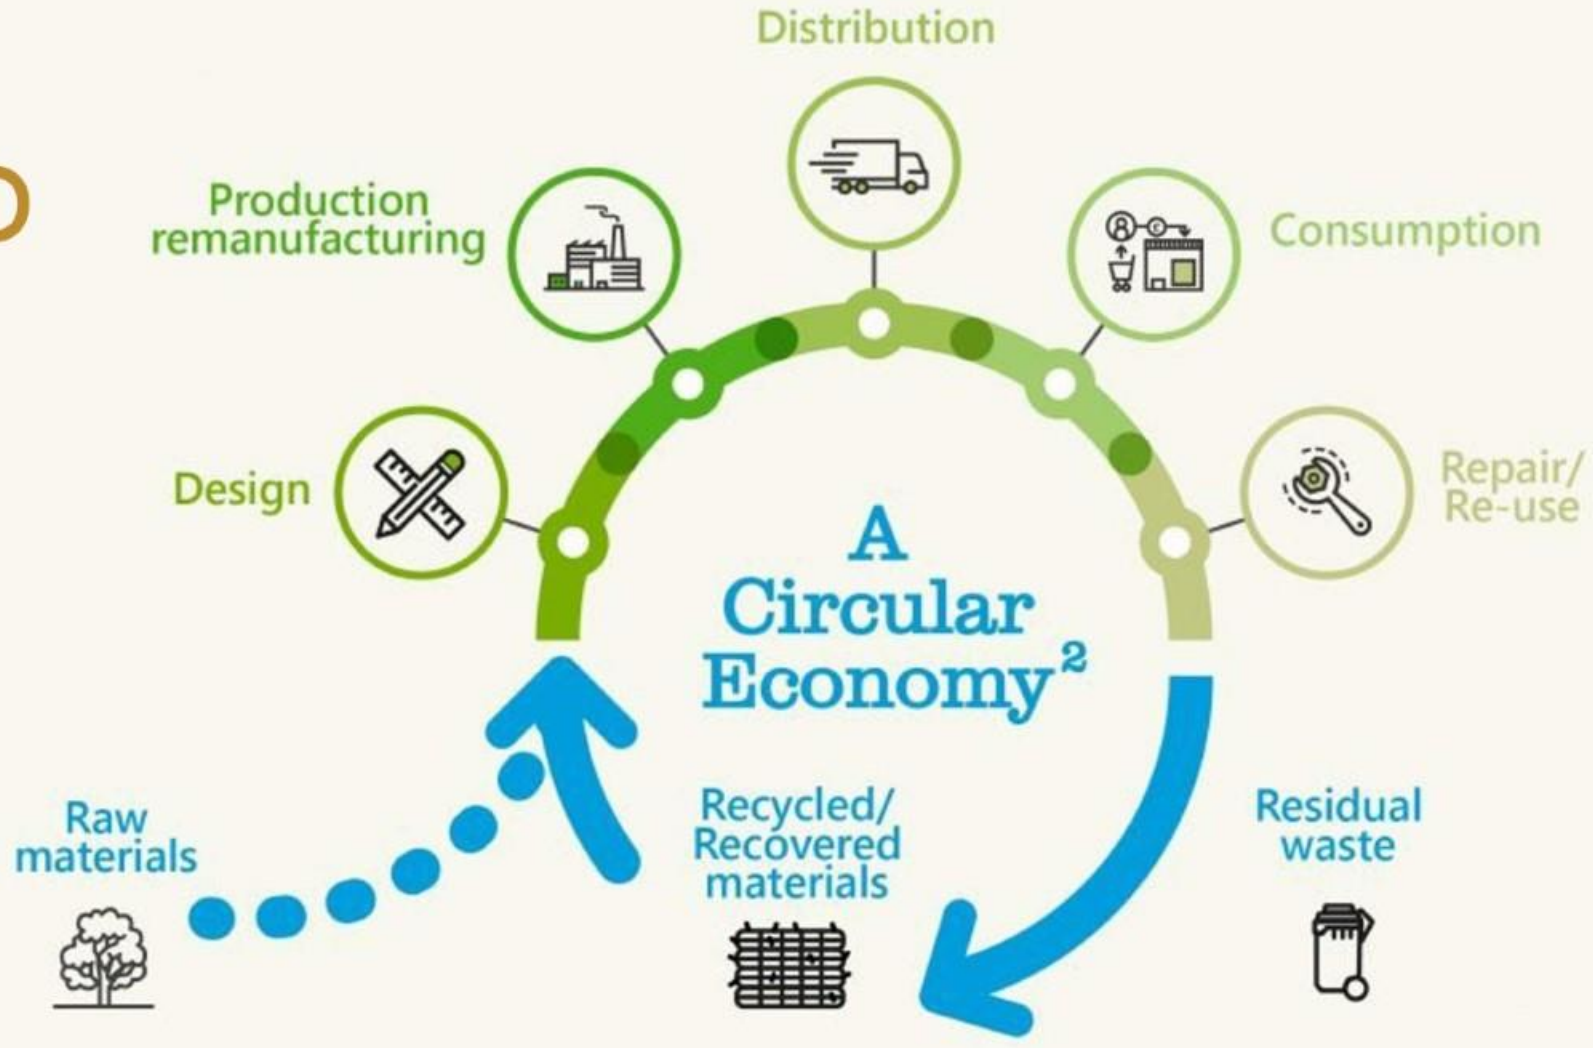 Distribution
Production
remanufacturing
Consumption
Design
Repair/
Re-use
A
Circular
Economy²
Raw
materials
Recycled/
Recovered
materials
Residual
waste